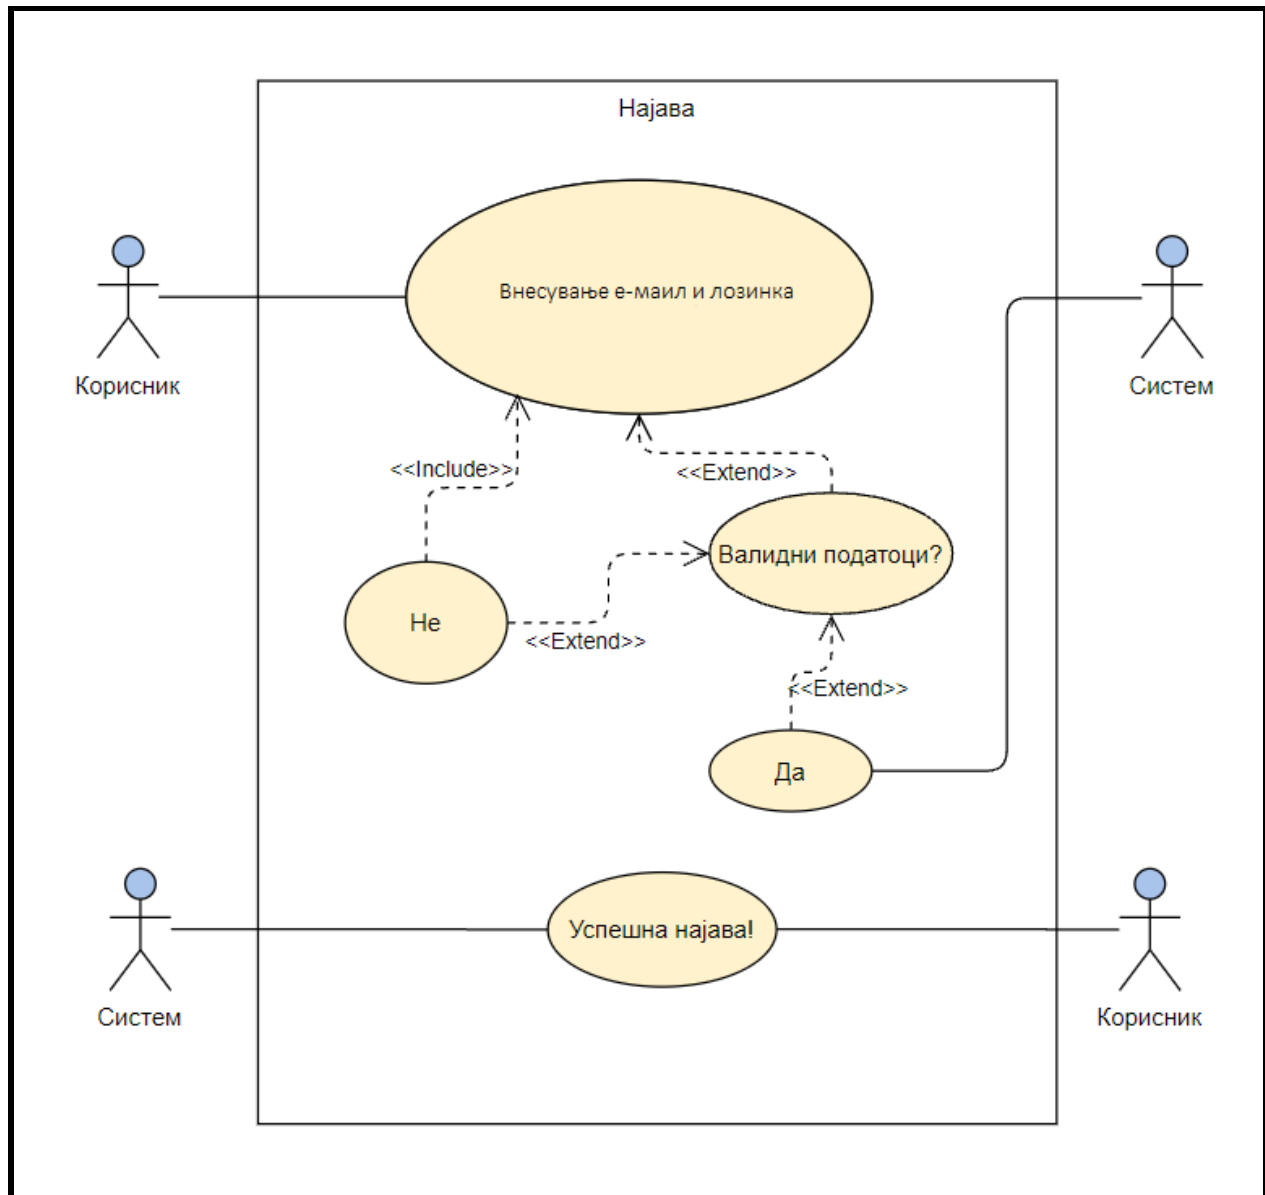 Најава
Внесување е-маил и лозинка
Корисник
Систем
<<Include>>
<<Extend>>
Валидни податоци?
Не
<<Extend>>
<<Extend>>
Да
Успешна најава!
Систем
Корисник